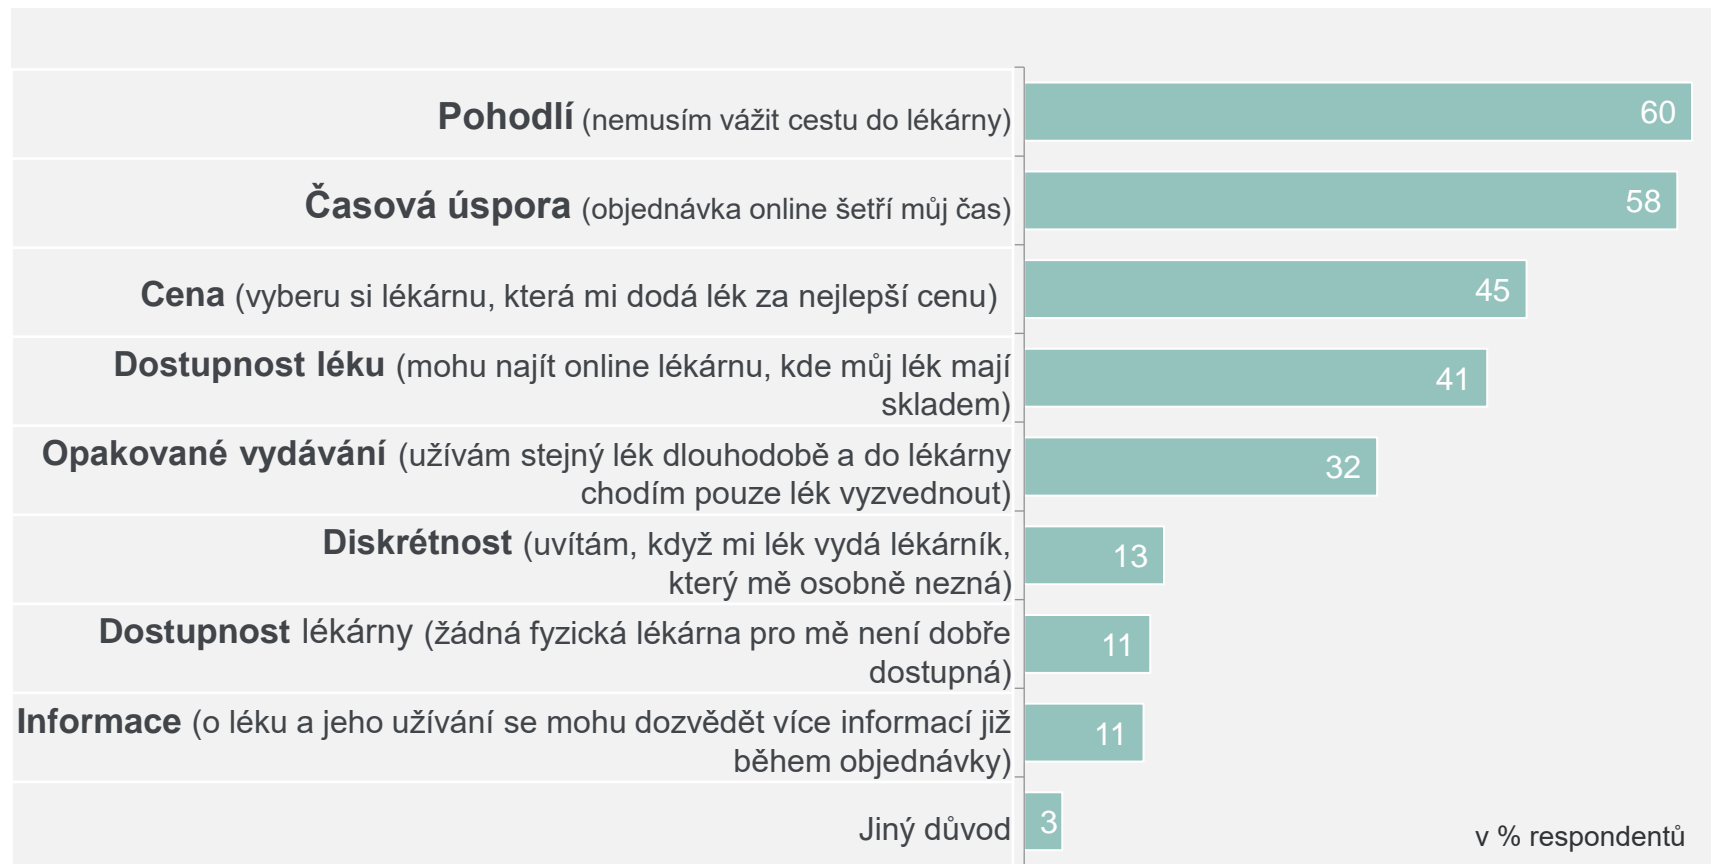 Pohodlí (nemusím vážit cestu do lékárny)
60
Časová úspora (objednávka online šetří můj čas)
58
Cena (vyberu si lékárnu, která mi dodá lék za nejlepší cenu)
45
Dostupnost léku (mohu najít online lékárnu, kde můj lék mají
skladem)
41
Opakované vydávání (užívám stejný lék dlouhodobě a do lékárny
chodím pouze lék vyzvednout)
32
Diskrétnost (uvítám, když mi lék vydá lékárník,
který mě osobně nezná)
13
Dostupnost lékárny (žádná fyzická lékárna pro mě není dobře
dostupná)
11
Informace (o léku a jeho užívání se mohu dozvědět více informací již
během objednávky)
11
Jiný důvod
3
v % respondentů